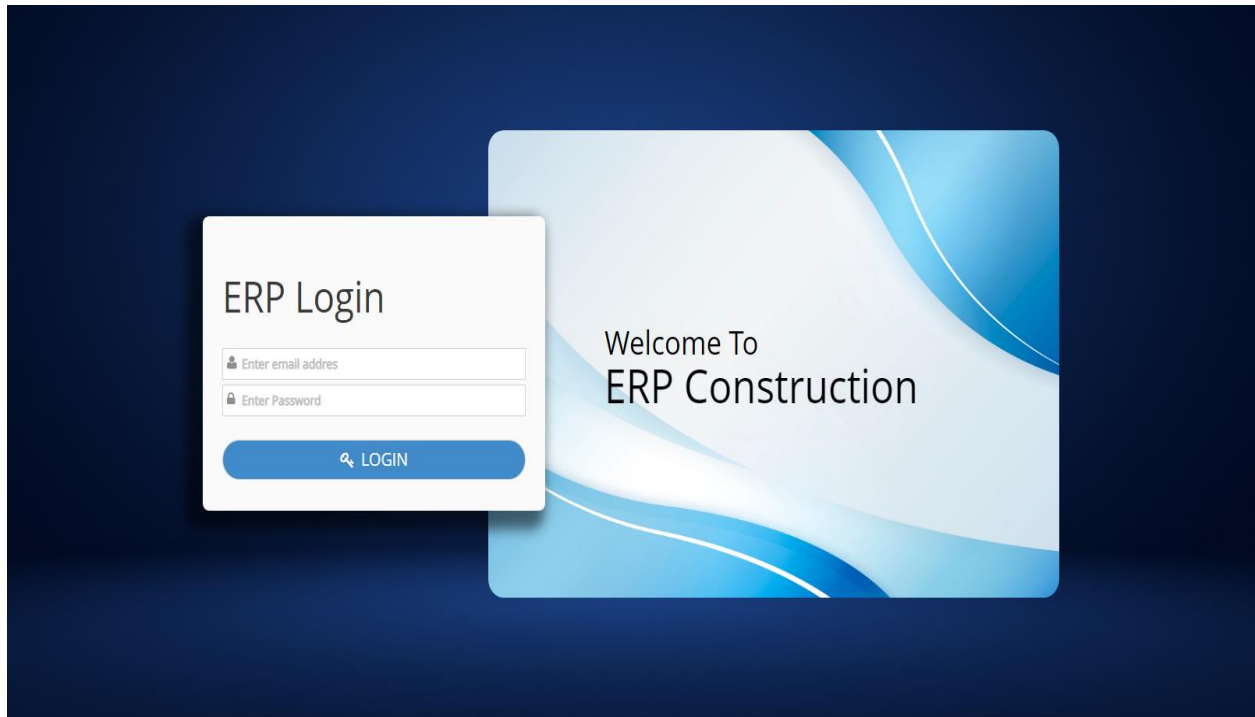 ERP Login
Enter email addres
Enter Password
LOGIN
Welcome To
ERP Construction